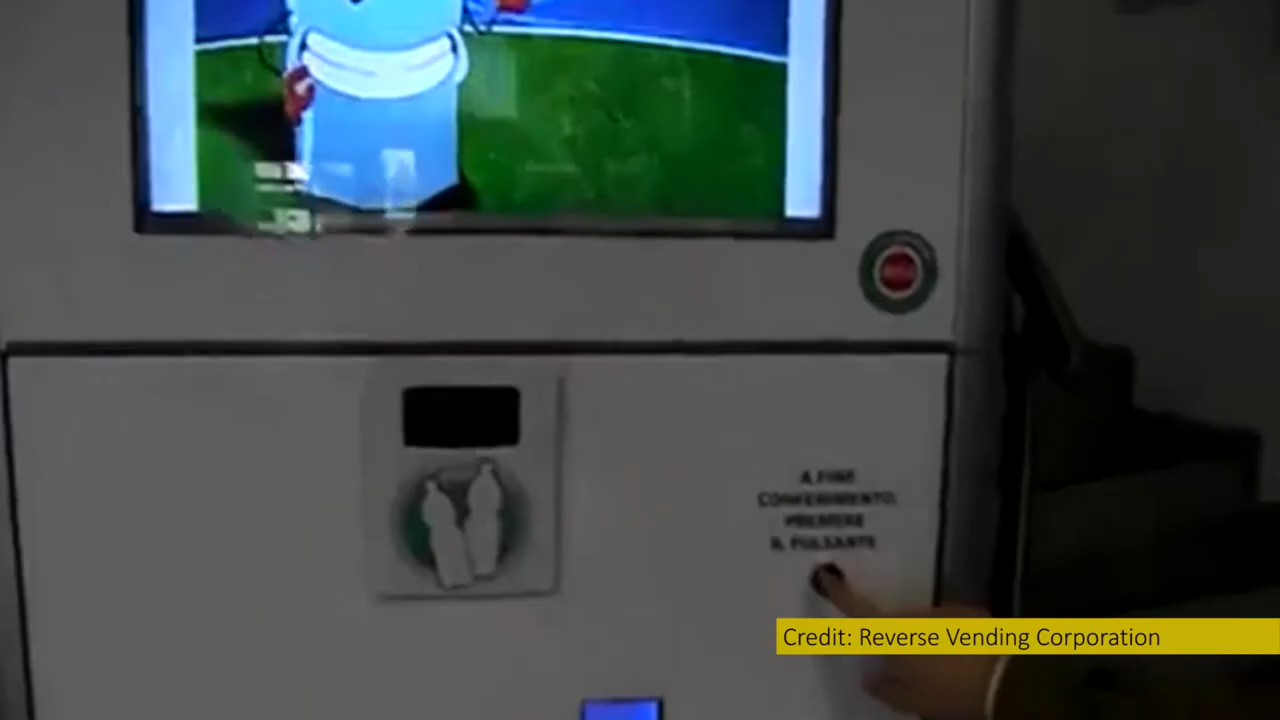 A FINE
CONFERIMENTO,
PREMERE
IL PULSANTE
Credit: Reverse Vending Corporation